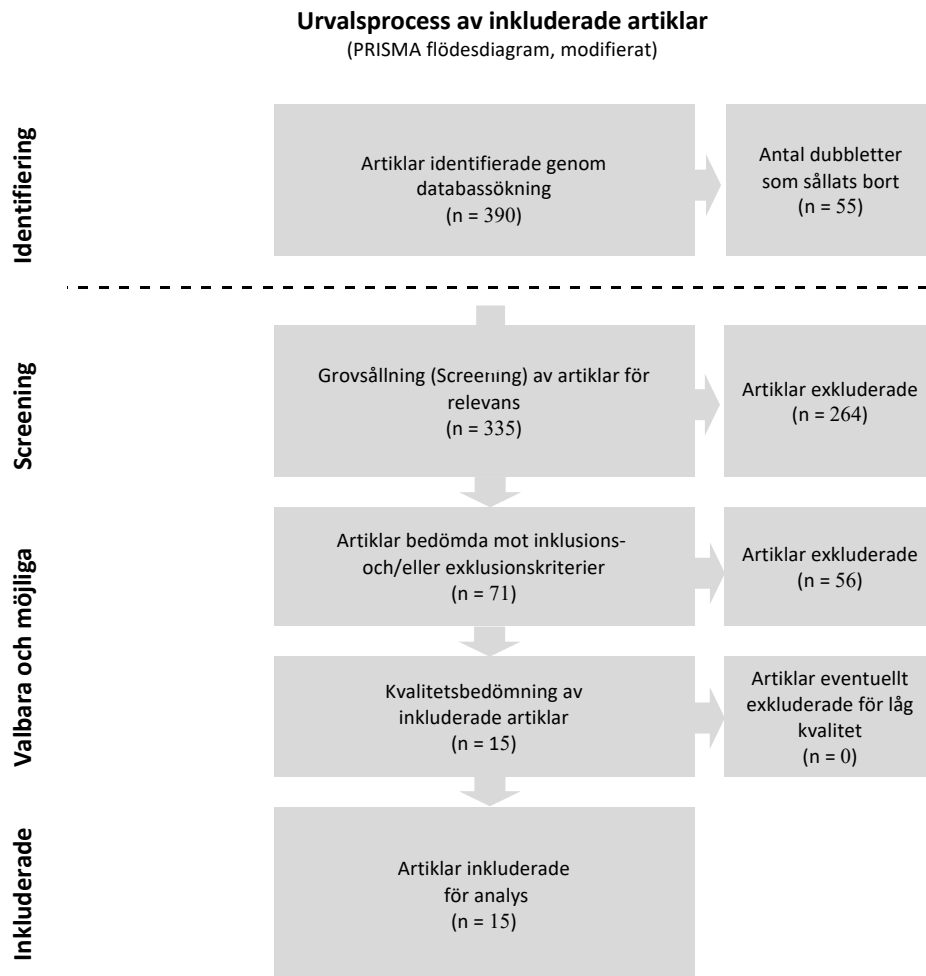 Urvalsprocess av inkluderade artiklar
(PRISMA flödesdiagram, modifierat)
Identifiering
Artiklar identifierade genom
databassökning
(n = 390)
Antal dubbletter
som sållats bort
(n = 55)
Screening
Grovsållning (Screening) av artiklar för
relevans
(n = 335)
Artiklar exkluderade
(n = 264)
Valbara och möjliga
Artiklar bedömda mot inklusions-
och/eller exklusionskriterier
(n = 71)
Artiklar exkluderade
(n = 56)
Kvalitetsbedömning av
inkluderade artiklar
(n = 15)
Artiklar eventuellt
exkluderade för låg
kvalitet
(n = 0)
Inkluderade
Artiklar inkluderade
för analys
(n = 15)